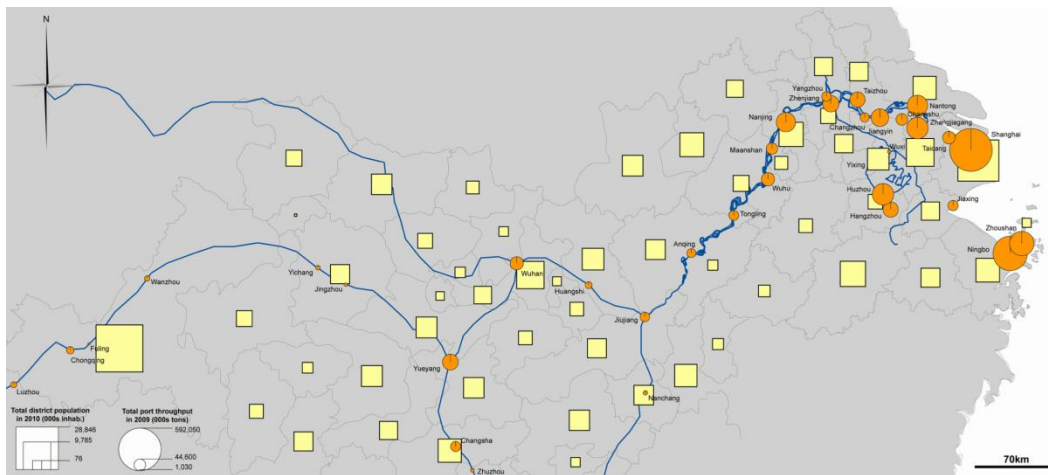 N
Yangzhou
Zhenjiang
Taizhou
Nantong
Changshu
Nanjing
Changzhou
Jiangyin
Zhangjiagang
Shanghai
Maanshan
Wuxi
Taicang
Yixing
Wuhu
Huzhou
Jiaxing
Hangzhou
Tongling
Zhoushan
Ningbo
Anqing
Wuhan
Yichang
Wanzhou
Jingzhou
Huangshi
Jiujiang
Fuling
Chongqing
Yueyang
Luzhou
Nanchang
Changsha
Zhuzhou
Total district population
in 2010 (000s inhab.)
28,846
9,785
76
Total port throughput
in 2009 (000s tons)
592,050
44,600
1,030
70km